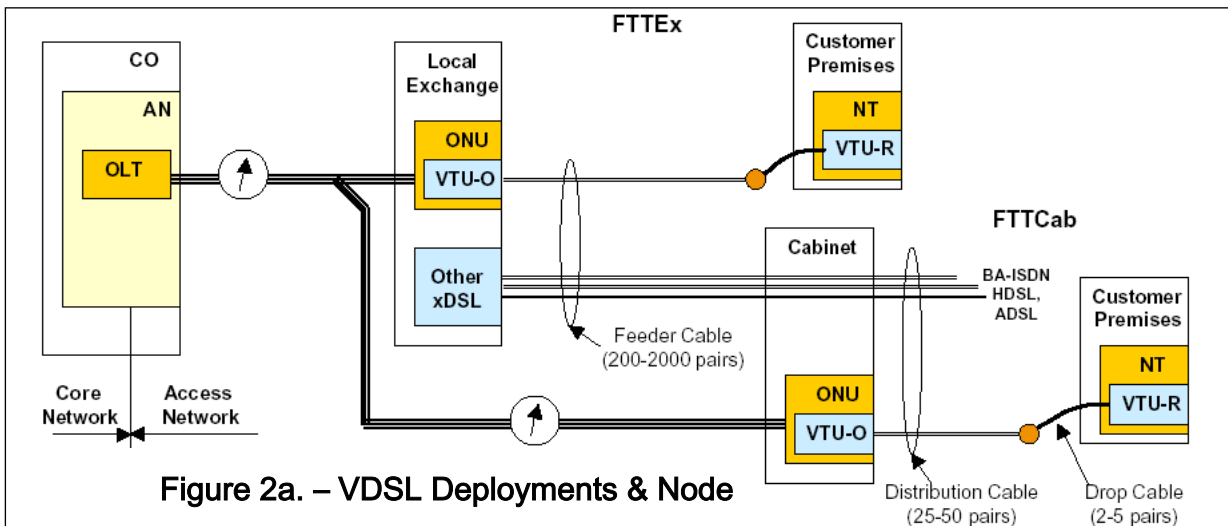 FTTEx
CO
AN
OLT
Local
Exchange
ONU
VTU-O
Other
xDSL
Customer
Premises
NT
VTU-R
FTTCab
Cabinet
BA-ISDN
HDSL,
ADSL
Customer
Premises
NT
VTU-R
Feeder Cable
(200-2000 pairs)
ONU
VTU-O
Core
Network
Access
Network
Distribution Cable
(25-50 pairs)
Drop Cable
(2-5 pairs)
Figure 2a. – VDSL Deployments & Node